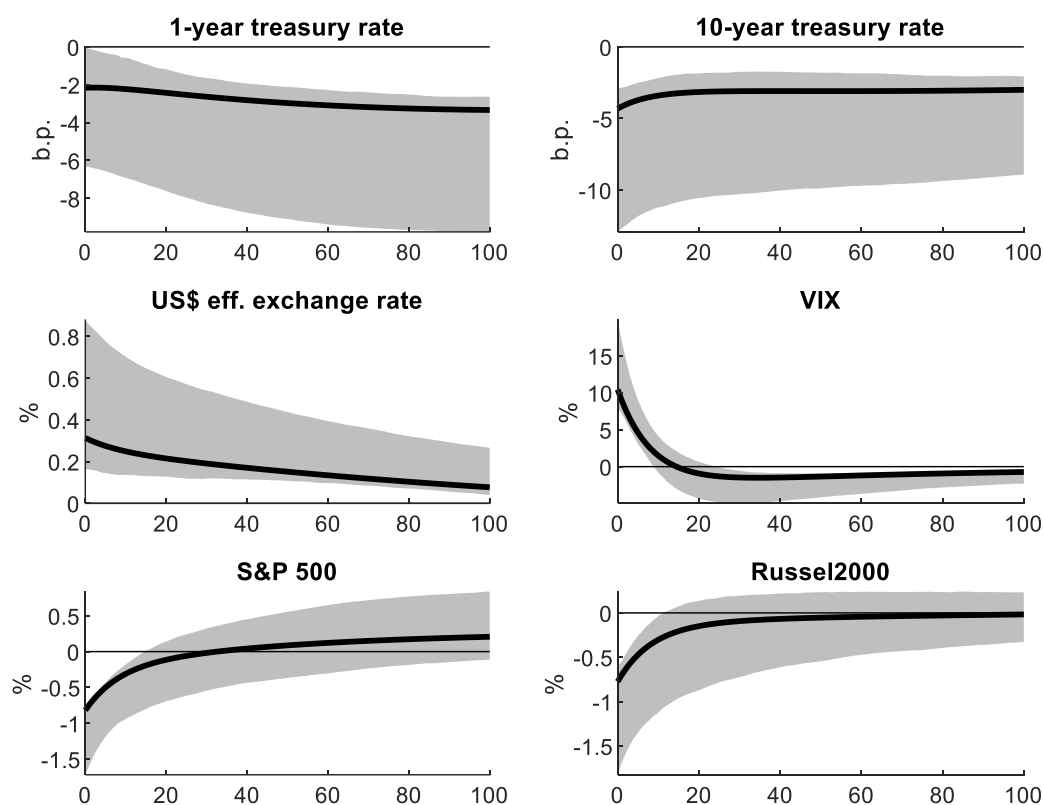 1-year treasury rate
0
-2
-4
-6
-8
b.p.
0 20 40 60 80 100
10-year treasury rate
0
-5
-10
b.p.
0 20 40 60 80 100
US$ eff. exchange rate
0.8
0.6
0.4
0.2
0
%
0 20 40 60 80 100
VIX
15
10
5
0
%
0 20 40 60 80 100
S&P 500
0.5
0
-0.5
-1
-1.5
%
0 20 40 60 80 100
Russel2000
0
-0.5
-1
-1.5
%
0 20 40 60 80 100